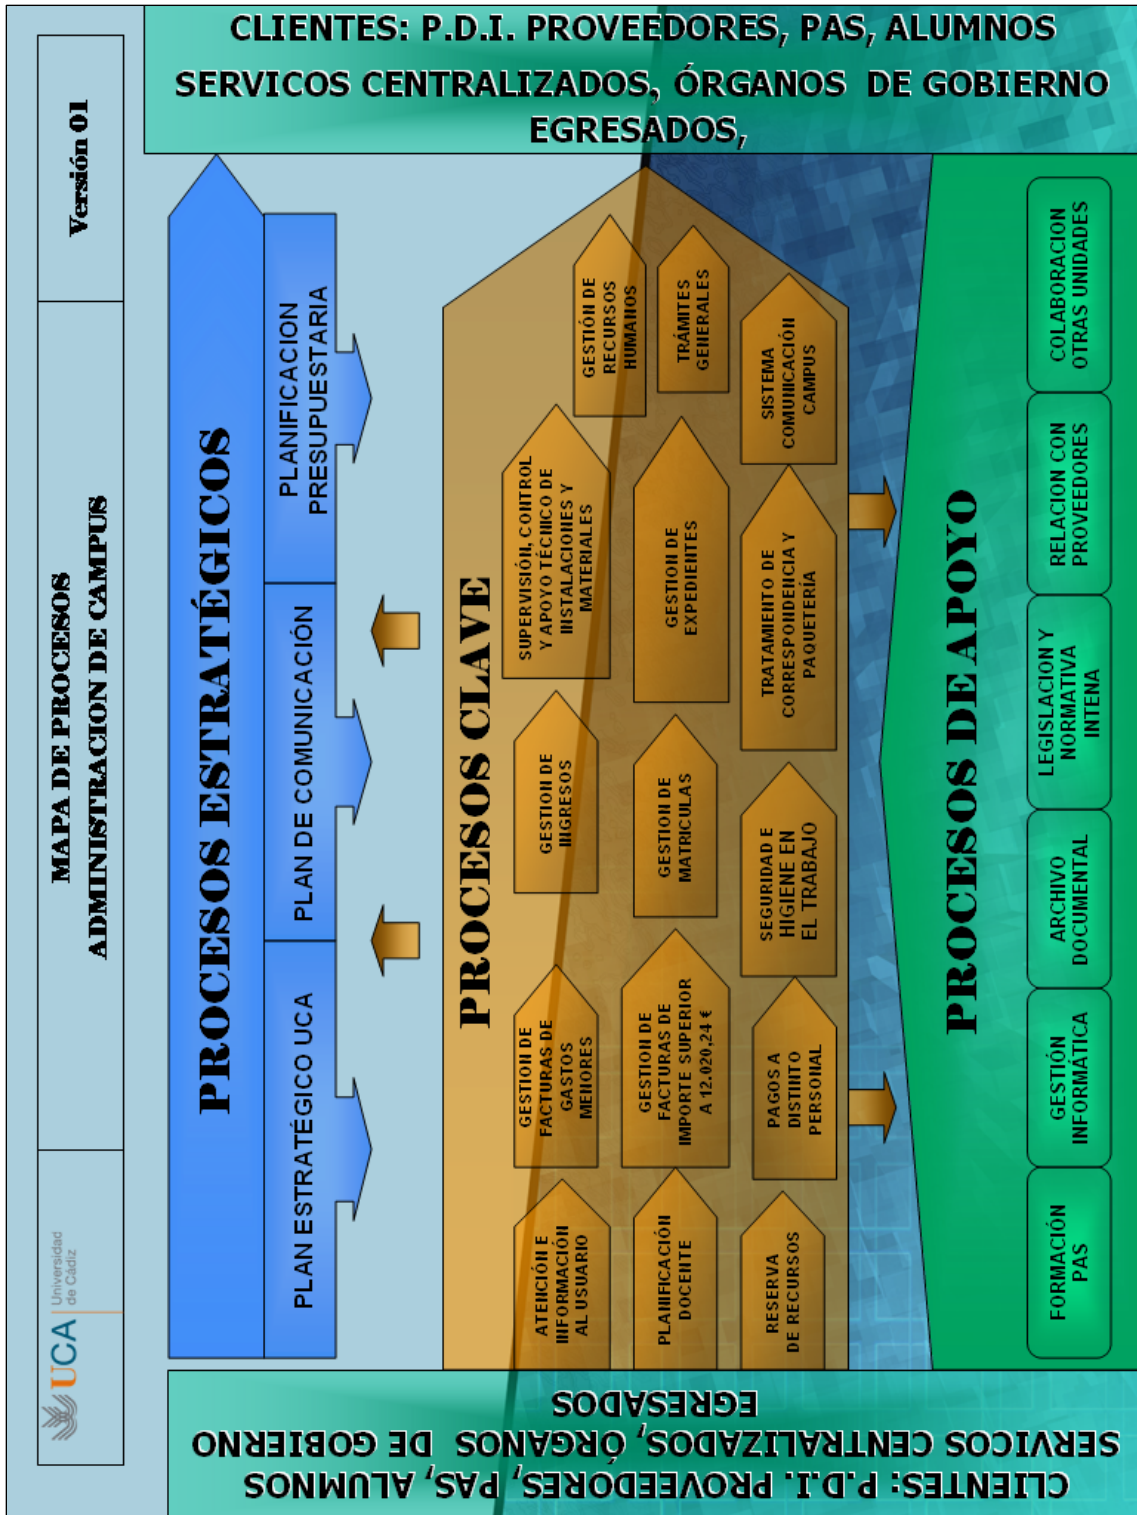 UCA
Universidad
de Cádiz
MAPA DE PROCESOS
ADMINISTRACION DE CAMPUS
Versión 01
CLIENTES: P.D.I. PROVEEDORES, PAS, ALUMNOS
SERVICOS CENTRALIZADOS, ÓRGANOS DE GOBIERNO
EGRESADOS
PROCESOS ESTRATÉGICOS
PLAN ESTRATÉGICO UCA
PLAN DE COMUNICACIÓN
PLANIFICACION
PRESUPUESTARIA
PROCESOS CLAVE
ATENCIÓN E
INFORMACIÓN
AL USUARIO
GESTION DE
FACTURAS DE
GASTOS
MENORES
GESTION DE
INGRESOS
SUPERVISIÓN, CONTROL
Y APOYO TÉCNICO DE
INSTALACIONES Y
MATERIALES
GESTIÓN DE
RECURSOS
HUMANOS
PLANIFICACIÓN
DOCENTE
GESTION DE
FACTURAS DE
IMPORTE SUPERIOR
A 12.020,24 €
GESTION DE
MATRICULAS
GESTION DE
EXPEDIENTES
TRÁMITES
GENERALES
RESERVA
DE RECURSOS
PAGOS A
DISTINTO
PERSONAL
SEGURIDAD E
HIGIENE EN
EL TRABAJO
TRATAMIENTO DE
CORRESPONDENCIA Y
PAQUETERÍA
SISTEMA
COMUNICACIÓN
CAMPUS
PROCESOS DE APOYO
FORMACIÓN
PAS
GESTIÓN
INFORMÁTICA
ARCHIVO
DOCUMENTAL
LEGISLACION Y
NORMATIVA
INTENA
RELACION CON
PROVEEDORES
COLABORACION
OTRAS UNIDADES
CLIENTES: P.D.I. PROVEEDORES, PAS, ALUMNOS
SERVICOS CENTRALIZADOS, ÓRGANOS DE GOBIERNO
EGRESADOS,